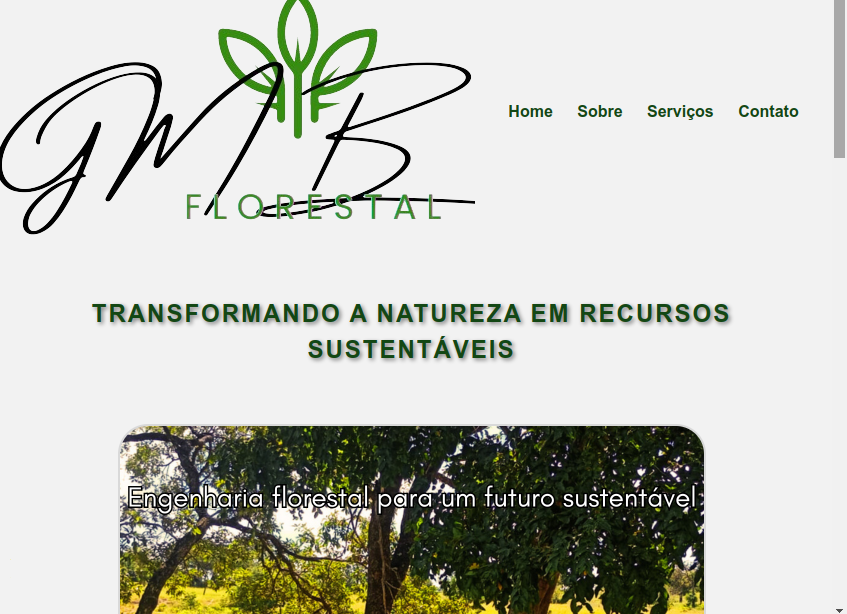 GMB
FLORESTAL
Home Sobre Serviços Contato
TRANSFORMANDO A NATUREZA EM RECURSOS
SUSTENTÁVEIS
Engenharia florestal para um futuro sustentável